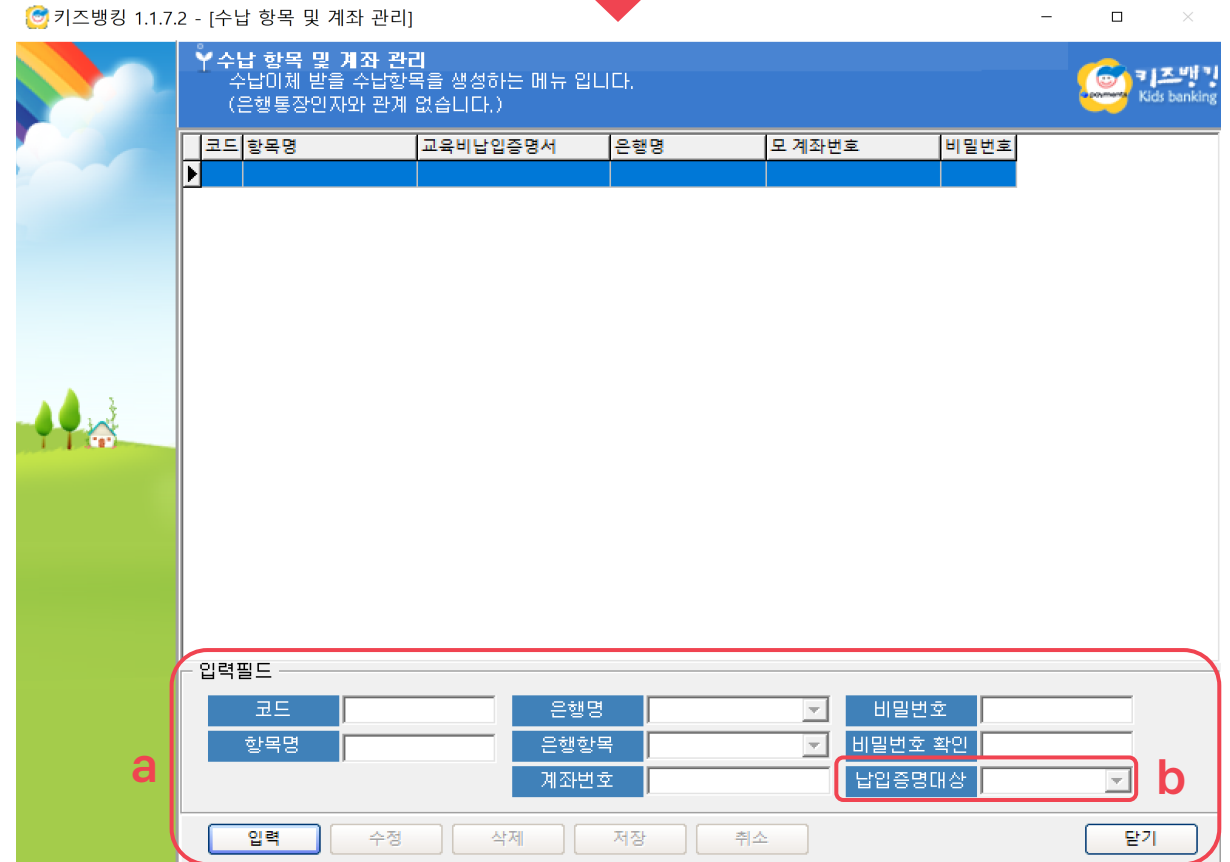 키즈뱅킹 1.1.7.2 - [수납 항목 및 계좌 관리]
수납 항목 및 계좌 관리
수납이체 받을 수납항목을 생성하는 메뉴 입니다.
(은행통장인자와 관계 없습니다.)
e payments 키즈뱅킹
Kids banking
코드 항목명 교육비납입증명서 은행명 모 계좌번호 비밀번호
입력필드
코드 은행명 비밀번호
항목명 은행항목 비밀번호 확인
계좌번호 납입증명대상
a b
입력 수정 삭제 저장 취소 닫기